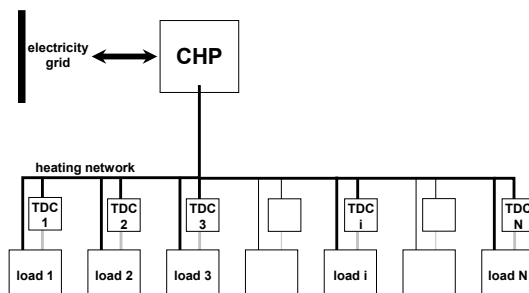 electricity
grid
CHP
heating network
TDC
1
TDC
2
TDC
3
TDC
i
TDC
N
load 1
load 2
load 3
load i
load N